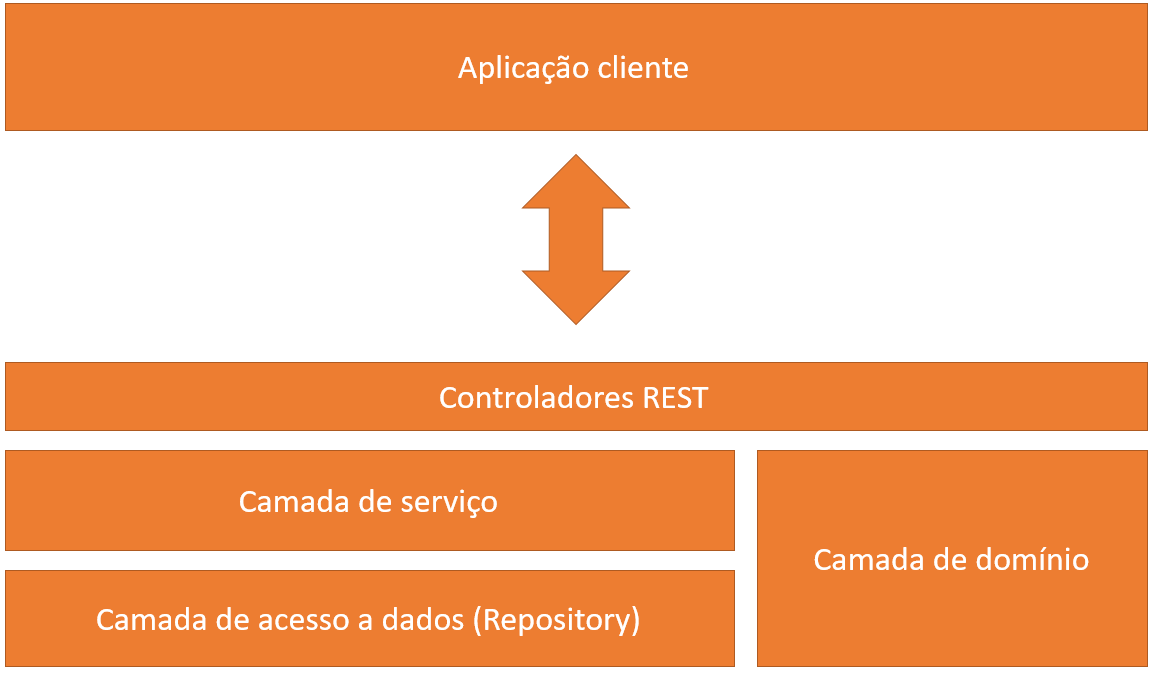 Aplicação cliente
Controladores REST
Camada de serviço
Camada de domínio
Camada de acesso a dados (Repository)